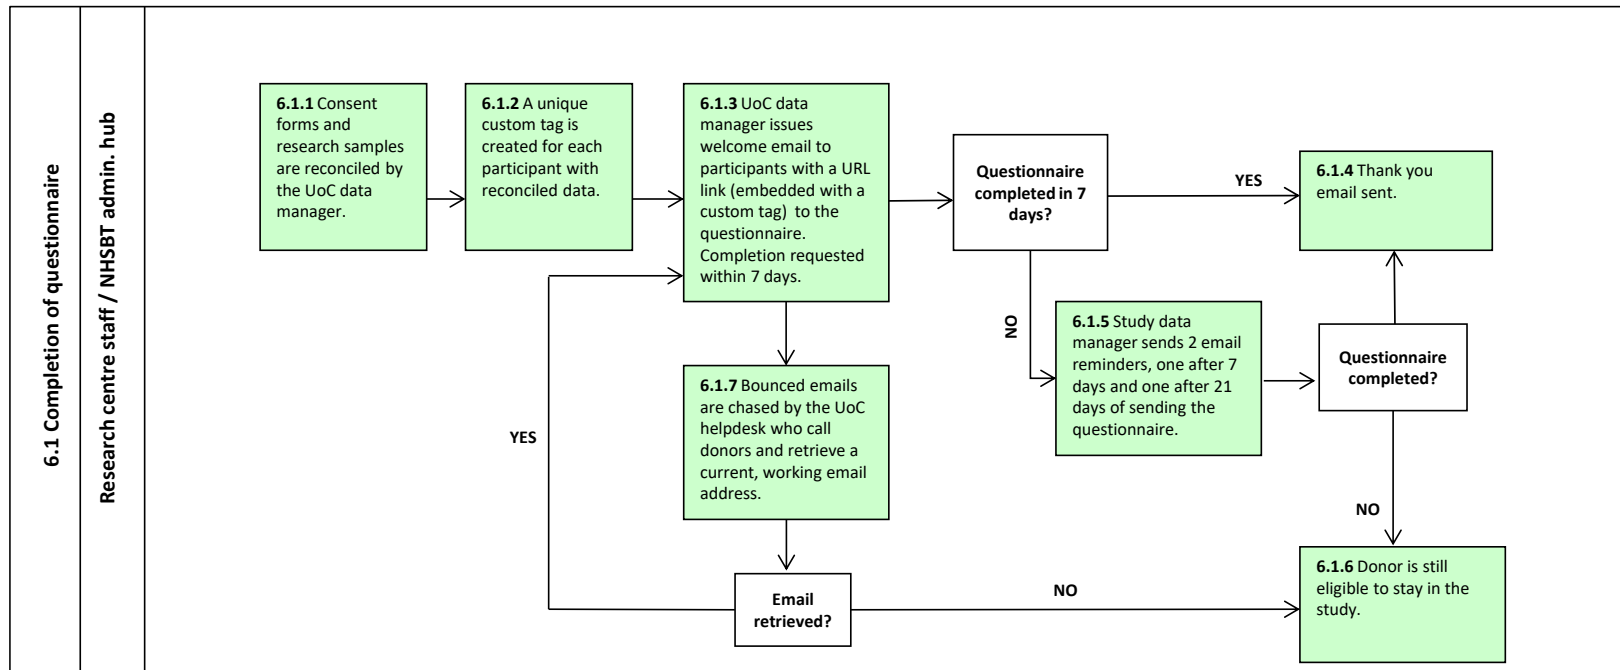 6.1 Completion of questionnaire
Research centre staff / NHSBT admin. hub
6.1.1 Consent
forms and
research samples
are reconciled by
the UoC data
manager.
6.1.2 A unique
custom tag is
created for each
participant with
reconciled data.
6.1.3 UoC data
manager issues
welcome email to
participants with a URL
link (embedded with a
custom tag) to the
questionnaire.
Completion requested
within 7 days.
Questionnaire
completed in 7
days?
YES
6.1.4 Thank you
email sent.
NO
6.1.5 Study data
manager sends 2 email
reminders, one after 7
days and one after 21
days of sending the
questionnaire.
Questionnaire
completed?
YES
6.1.7 Bounced emails
are chased by the UoC
helpdesk who call
donors and retrieve a
current, working email
address.
NO
Email
retrieved?
NO
6.1.6 Donor is still
eligible to stay in the
study.